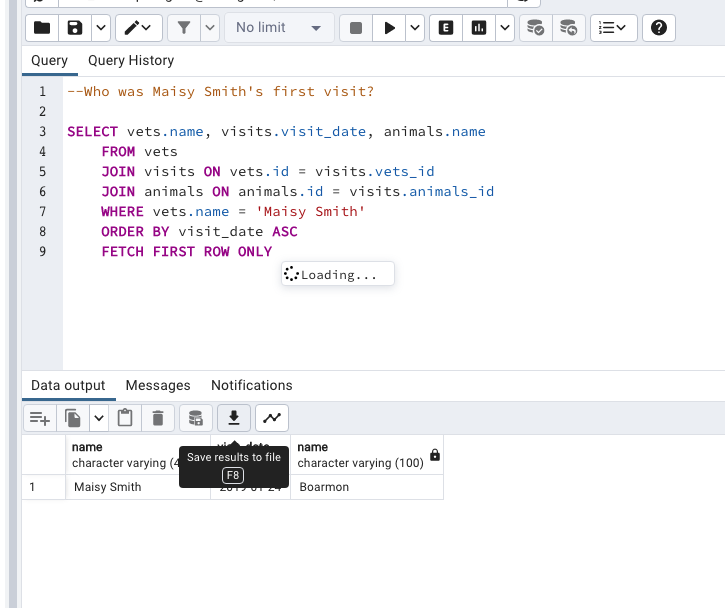 No limit
E
?
Query Query History
1 --Who was Maisy Smith's first visit?
2
3 SELECT vets.name, visits.visit_date, animals.name
4 FROM vets
5 JOIN visits ON vets.id = visits.vets_id
6 JOIN animals ON animals.id = visits.animals_id
7 WHERE vets.name = 'Maisy Smith'
8 ORDER BY visit_date ASC
9 FETCH FIRST ROW ONLY
Loading...
Data output Messages Notifications
name name
character varying (4 character varying (100)
Save results to file
F8
1 Maisy Smith Boarmon